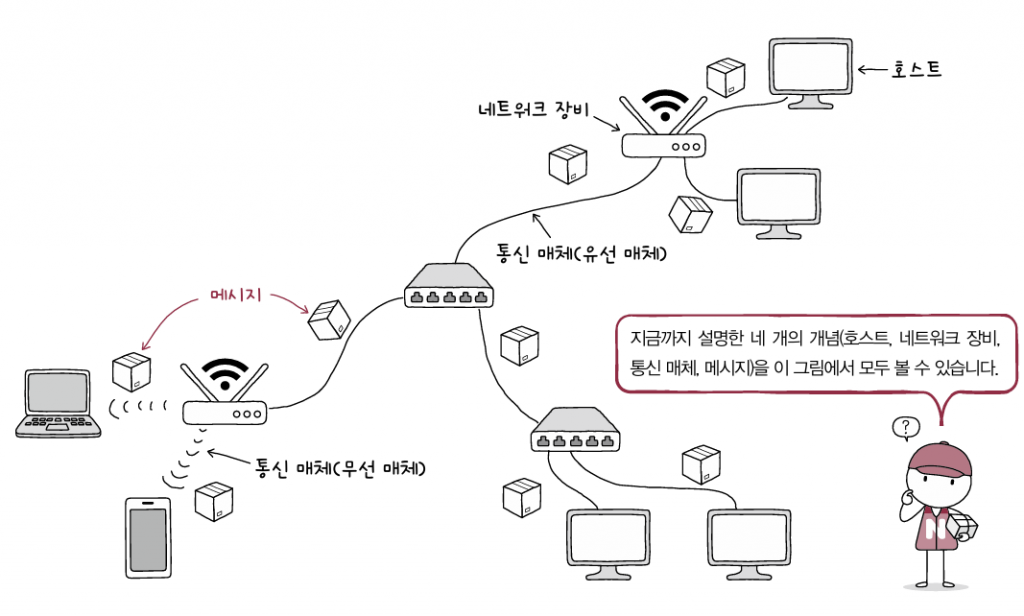 호스트
네트워크 장비
통신 매체(유선 매체)
메시지
지금까지 설명한 네 개의 개념(호스트, 네트워크 장비,
통신 매체, 메시지)을 이 그림에서 모두 볼 수 있습니다.
?
통신 매체(무선 매체)
N